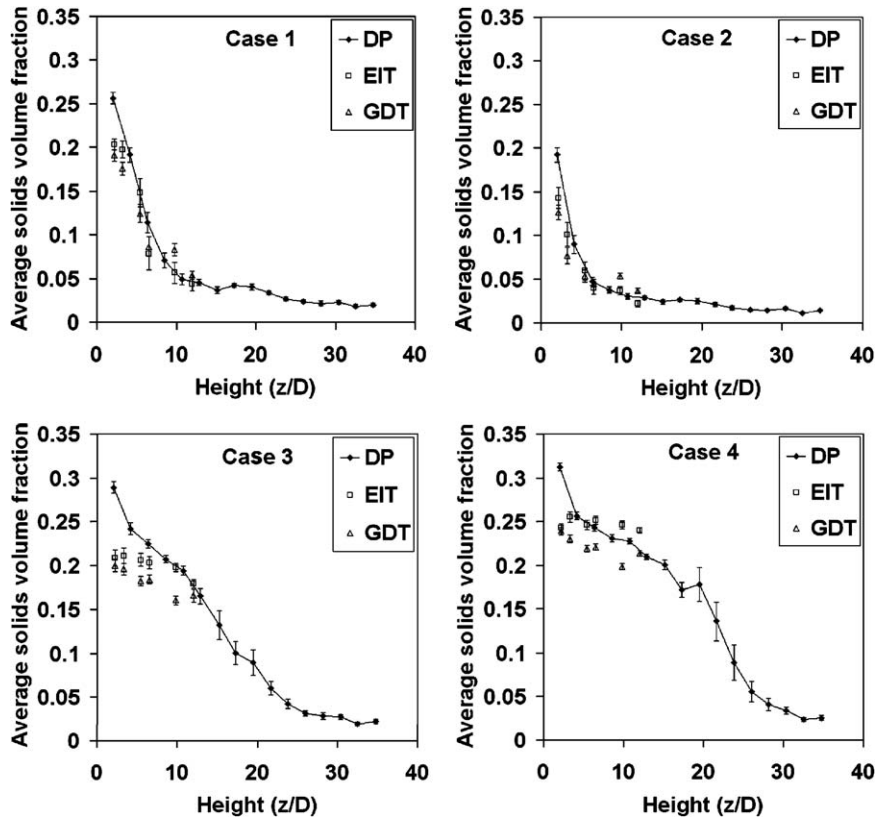 Case 1
DP
EIT
GDT
Average solids volume fraction
0.35
0.3
0.25
0.2
0.15
0.1
0.05
0
0 10 20 30 40
Height (z/D)
Case 2
DP
EIT
GDT
Average solids volume fraction
0.35
0.3
0.25
0.2
0.15
0.1
0.05
0
0 10 20 30 40
Height (z/D)
Case 3
DP
EIT
GDT
Average solids volume fraction
0.35
0.3
0.25
0.2
0.15
0.1
0.05
0
0 10 20 30 40
Height (z/D)
Case 4
DP
EIT
GDT
Average solids volume fraction
0.35
0.3
0.25
0.2
0.15
0.1
0.05
0
0 10 20 30 40
Height (z/D)